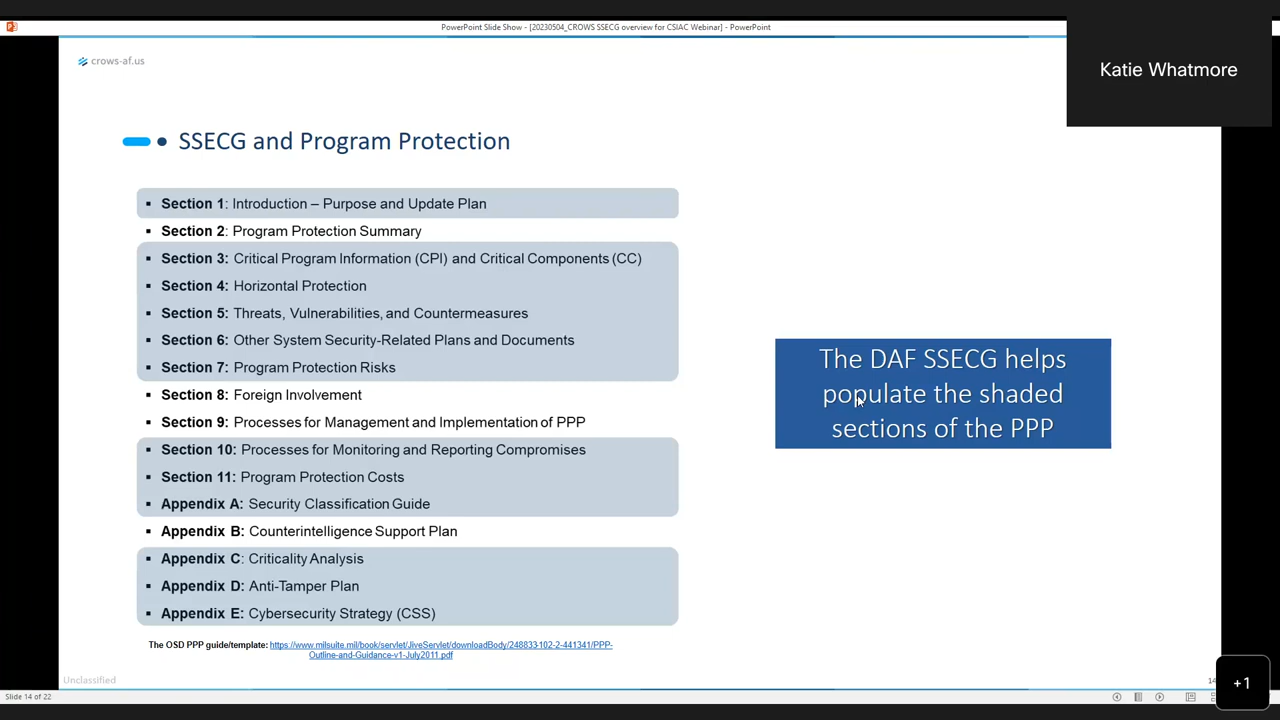 PowerPoint Slide Show - [20230504_CROWS SSECG overview for CSIAC Webinar] - PowerPoint
crows-af.us
Katie Whatmore
SSECG and Program Protection
Section 1: Introduction – Purpose and Update Plan
Section 2: Program Protection Summary
Section 3: Critical Program Information (CPI) and Critical Components (CC)
Section 4: Horizontal Protection
Section 5: Threats, Vulnerabilities, and Countermeasures
Section 6: Other System Security-Related Plans and Documents
Section 7: Program Protection Risks
Section 8: Foreign Involvement
Section 9: Processes for Management and Implementation of PPP
Section 10: Processes for Monitoring and Reporting Compromises
Section 11: Program Protection Costs
Appendix A: Security Classification Guide
Appendix B: Counterintelligence Support Plan
Appendix C: Criticality Analysis
Appendix D: Anti-Tamper Plan
Appendix E: Cybersecurity Strategy (CSS)
The DAF SSECG helps
populate the shaded
sections of the PPP
The OSD PPP guide/template: https://www.milsuite.mil/book/servlet/JiveServlet/downloadBody/248833-102-2-441341/PPP-
Outline-and-Guidance-v1-July2011.pdf
Unclassified
14
Slide 14 of 22
+1